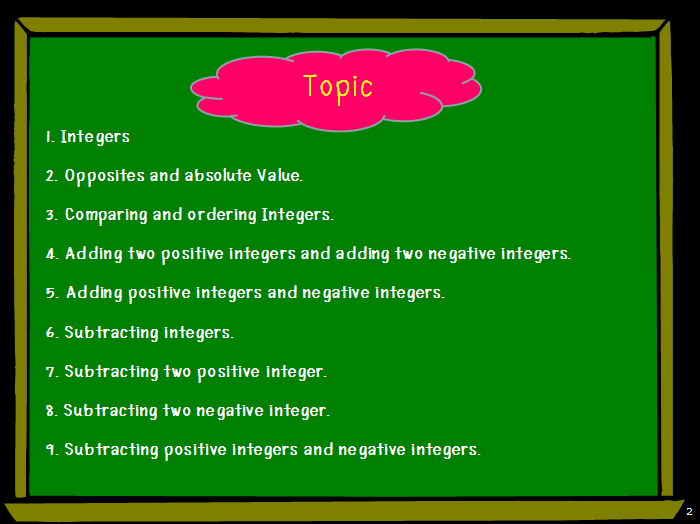 Topic
1. Integers
2. Opposites and absolute Value.
3. Comparing and ordering Integers.
4. Adding two positive integers and adding two negative integers.
5. Adding positive integers and negative integers.
6. Subtracting integers.
7. Subtracting two positive integer.
8. Subtracting two negative integer.
9. Subtracting positive integers and negative integers.
2